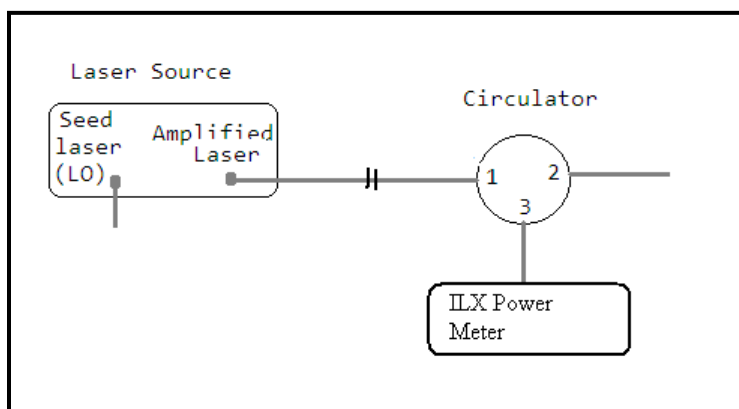 Laser Source
Seed
laser
(LO)
Amplified
Laser
Circulator
1
2
3
ILX Power
Meter